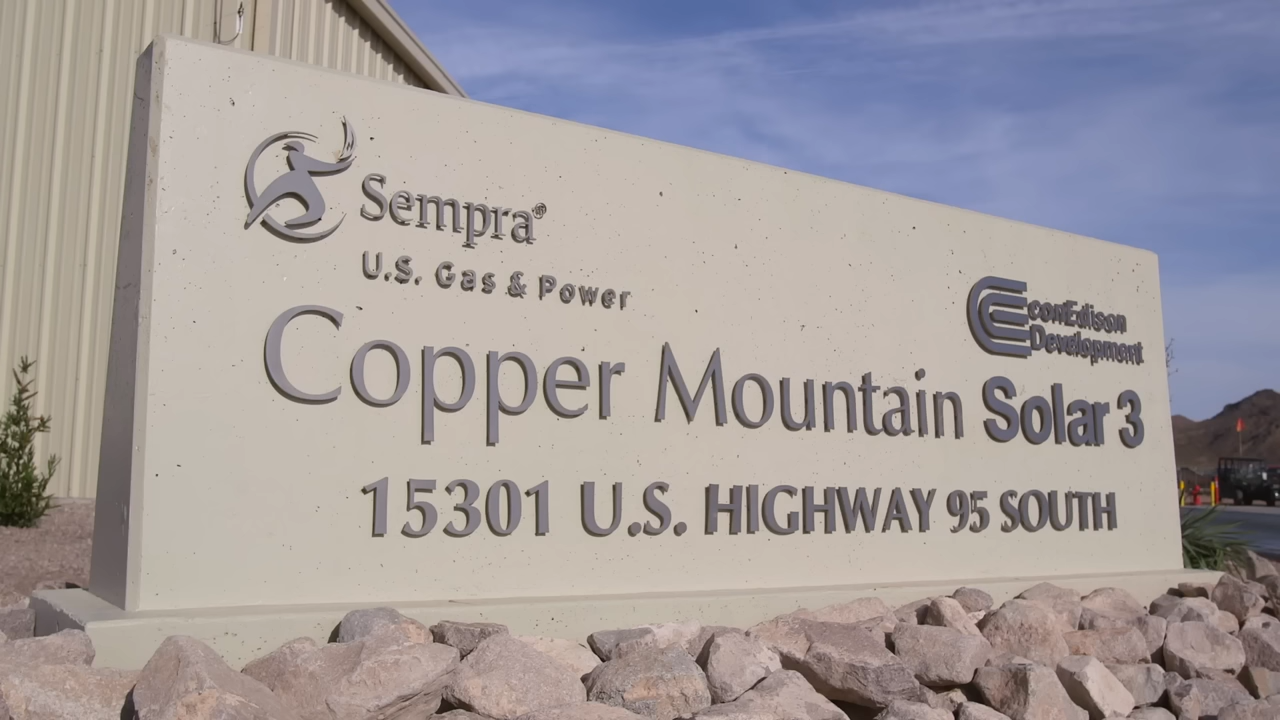 Sempra®
U.S. Gas & Power
conEdison
Development
Copper Mountain Solar 3
15301 U.S. HIGHWAY 95 SOUTH